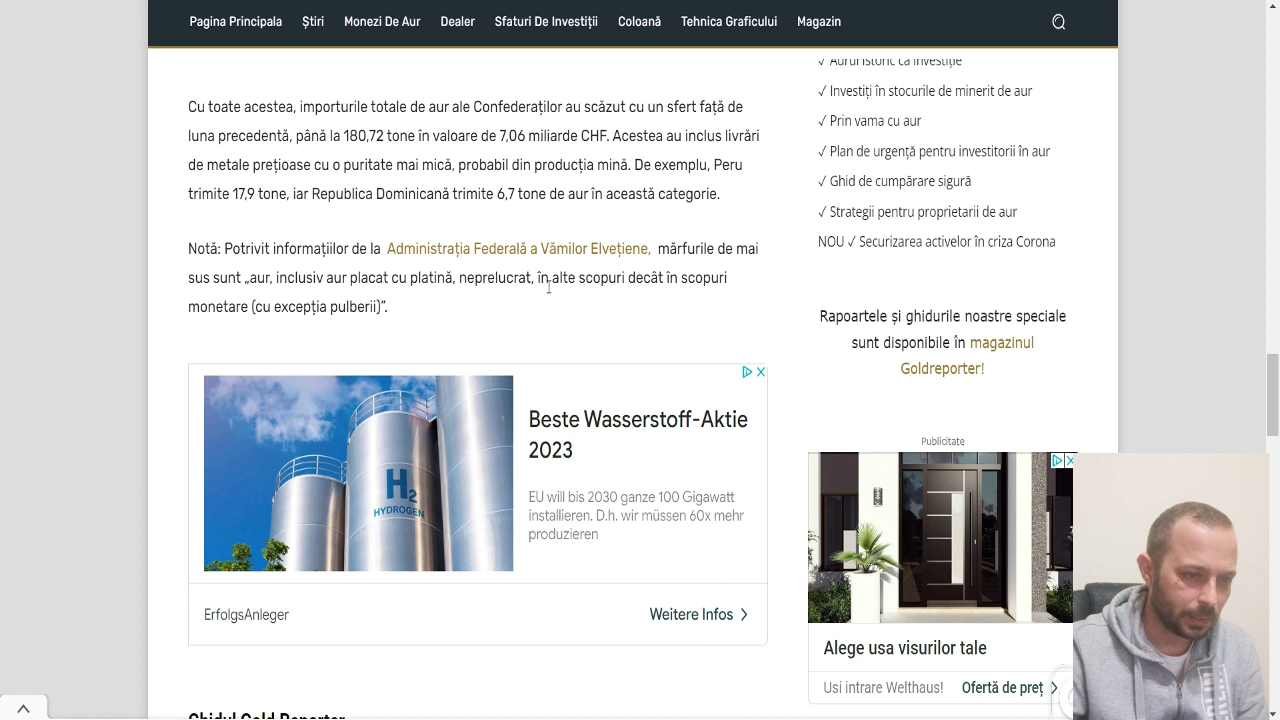 Pagina Principala Știri Monezi De Aur Dealer Sfaturi De Investiții Coloană Tehnica Graficului Magazin
Cu toate acestea, importurile totale de aur ale Confederaților au scăzut cu un sfert față de
luna precedentă, până la 180,72 tone în valoare de 7,06 miliarde CHF. Acestea au inclus livrări
de metale prețioase cu o puritate mai mică, probabil din producția mină. De exemplu, Peru
trimite 17,9 tone, iar Republica Dominicană trimite 6,7 tone de aur în această categorie.
Notă: Potrivit informațiilor de la Administrația Federală a Vămilor Elvețiene, mărfurile de mai
sus sunt „aur, inclusiv aur placat cu platină, neprelucrat, în alte scopuri decât în scopuri
monetare (cu excepția pulberii)”.
H2
HYDROGEN
Beste Wasserstoff-Aktie
2023
EU will bis 2030 ganze 100 Gigawatt
installieren. D.h. wir müssen 60x mehr
produzieren
ErfolgsAnleger
Weitere Infos
Ghidul Gold Reporter
✓ Aurul istoric ca investiție
✓ Investiți în stocurile de minerit de aur
✓ Prin vama cu aur
✓ Plan de urgență pentru investitorii în aur
✓ Ghid de cumpărare sigură
✓ Strategii pentru proprietarii de aur
NOU ✓ Securizarea activelor în criza Corona
Rapoartele și ghidurile noastre speciale
sunt disponibile în magazinul
Goldreporter!
Publicitate
Alege usa visurilor tale
Usi intrare Welthaus!
Ofertă de preț